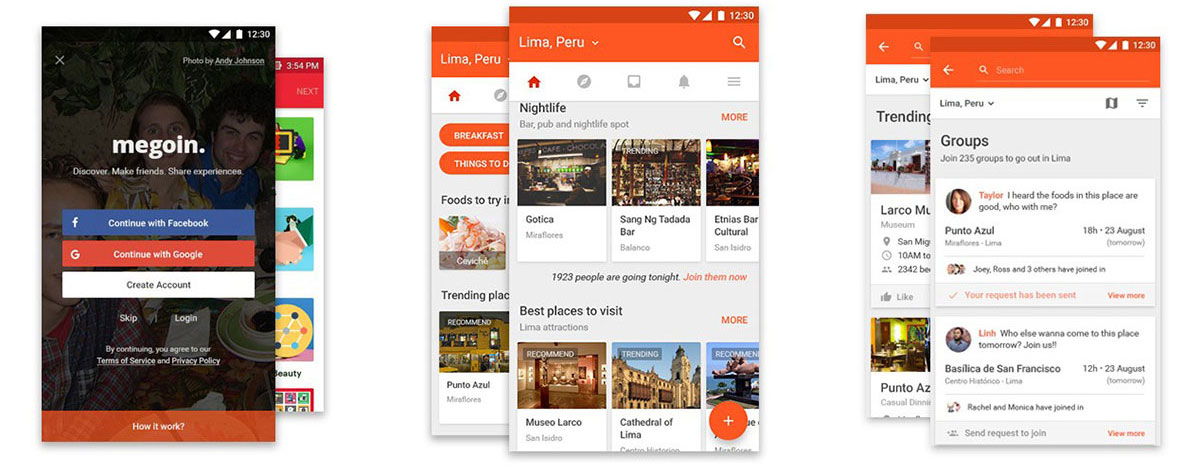 12:30
Photo by Andy Johnson
megoin.
Discover. Make friends. Share experiences.
Continue with Facebook
Continue with Google
Create Account
Skip | Login
By continuing, you agree to our
Terms of Service and Privacy Policy
How it work?
3:54 PM
NEXT
Beauty
Lima, Peru
BREAKFAST
THINGS TO D
Foods to try in
Ceviche
Trending plac
RECOMMEND
Punto Azul
Miraflores
12:30
Lima, Peru
Nightlife
MORE
Bar, pub and nightlife spot
CAFE - CHOCOLA
TRENDING
Gotica
Miraflores
Sang Ng Tadada
Bar
Balanco
Etnias Bar
Cultural
San Isidro
1923 people are going tonight. Join them now
Best places to visit
MORE
Lima attractions
RECOMMEND
TRENDING
RECOMMEND
Museo Larco
San Isidro
Cathedral of
Lima
12:30
Lima, Peru
Trending
Larco Mu
Museum
San Mig
10AM to
2342 be
Like
Punto Az
Casual Dinin
12:30
Search
Lima, Peru
Groups
Join 235 groups to go out in Lima
Taylor I heard the foods in this place are
good, who with me?
Punto Azul
18h • 23 August
Miraflores - Lima
(tomorrow)
Joey, Ross and 3 others have joined in
Your request has been sent
View more
Linh Who else wanna come to this place
tomorrow? Join us!!
Basílica de San Francisco
12h • 23 August
Centro Histórico - Lima
(tomorrow)
Rachel and Monica have joined in
Send request to join
View more